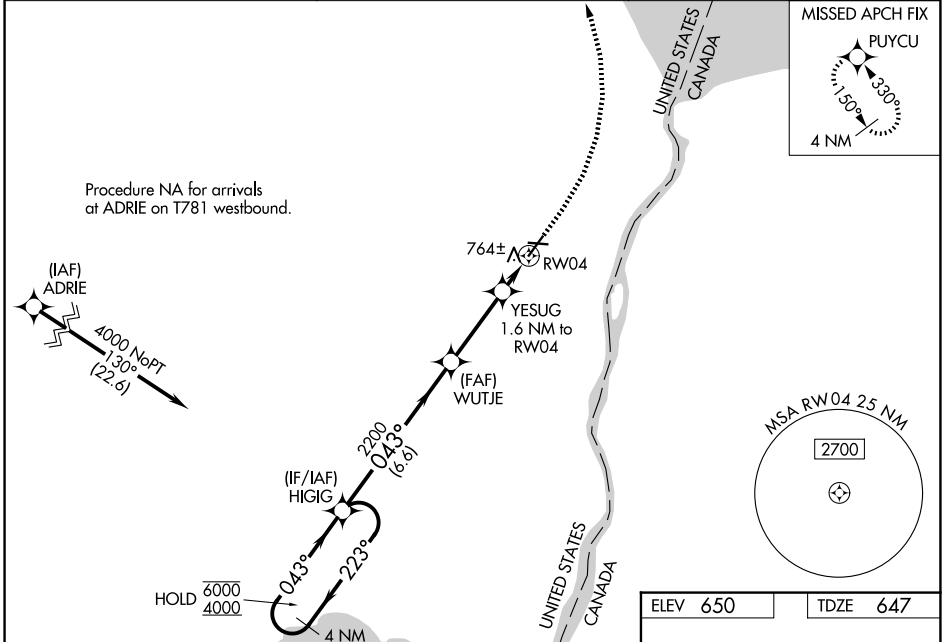 MISSED APCH FIX
PUYCU
330°
150°
4 NM
UNITED STATES
CANADA
Procedure NA for arrivals
at ADRIE on T781 westbound.
764±
RW04
(IAF)
ADRIE
YESUG
1.6 NM to
RW04
4000 NoPT
130°
(22.6)
(FAF)
WUTJE
2200
043°
(6.6)
MSA RW04 25 NM
2700
(IF/IAF)
HIGIG
043°
223°
HOLD
6000
4000
4 NM
UNITED STATES
CANADA
ELEV 650
TDZE 647